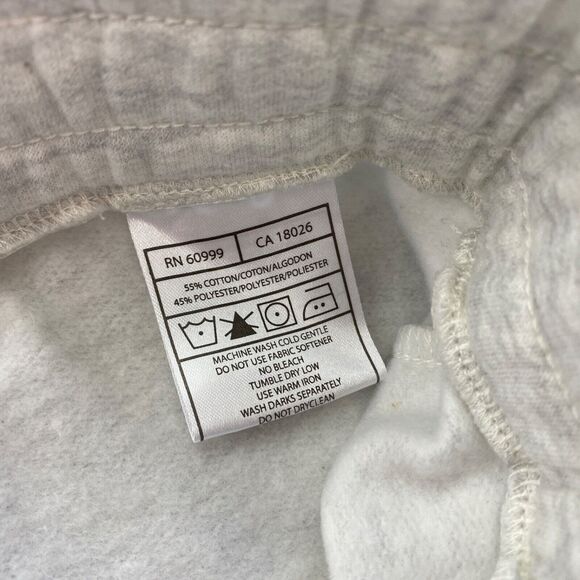 RN 60999 CA 18026
55% COTTON/COTON/ALGODON
45% POLYESTER/POLYESTER/POLIESTER
MACHINE WASH COLD GENTLE
DO NOT USE FABRIC SOFTENER
NO BLEACH
TUMBLE DRY LOW
USE WARM IRON
WASH DARKS SEPARATELY
DO NOT DRYCLEAN